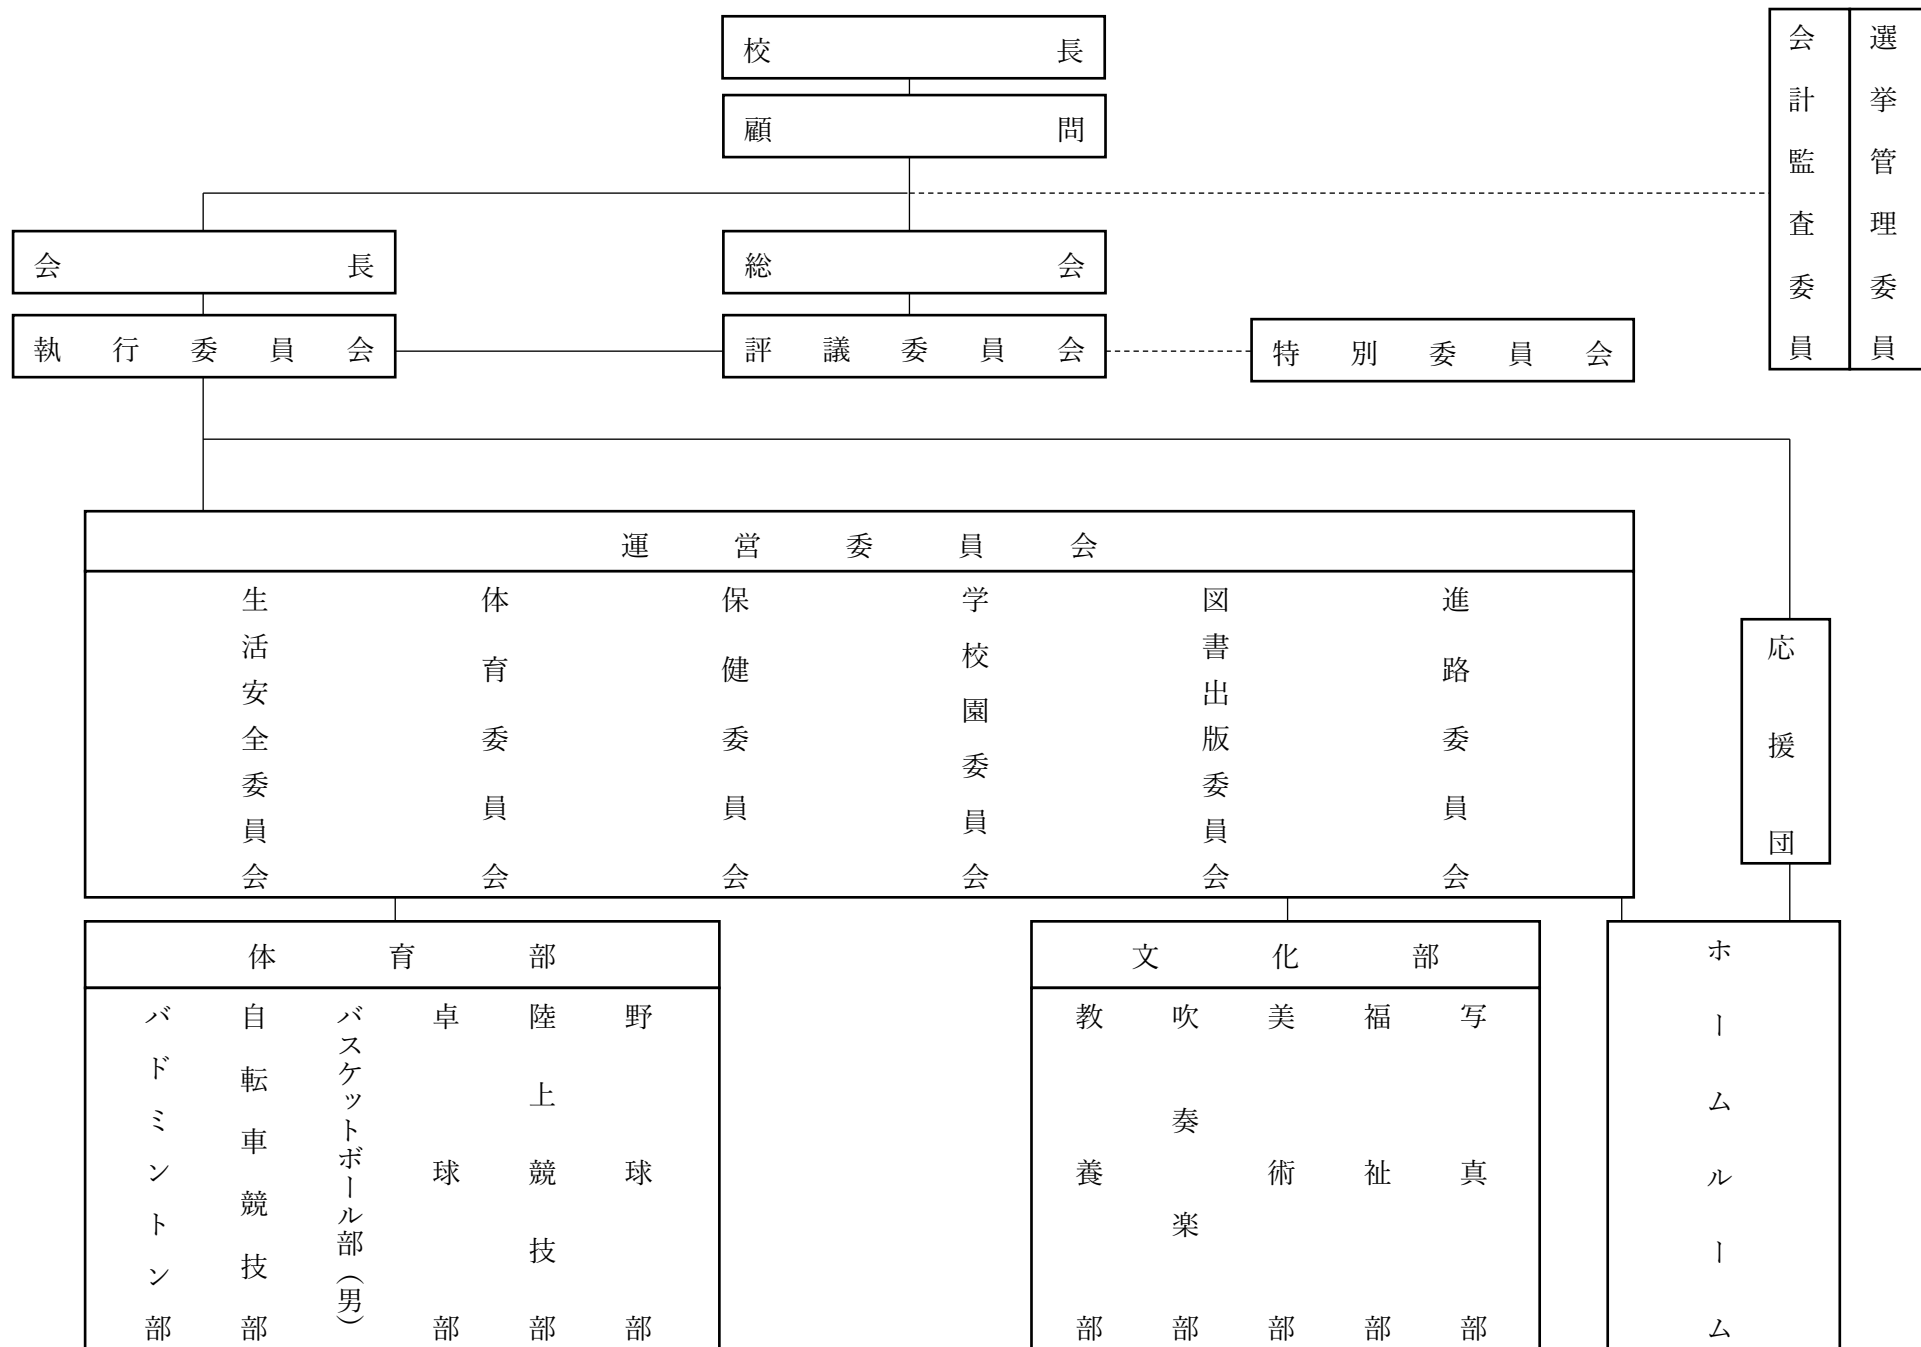 校長
顧問
選挙管理委員
会計監査委員
会長
総会
執行委員会
評議委員会
特別委員会
運営委員会
生活安全委員会
体育委員会
保健委員会
学校園委員会
図書出版委員会
進路委員会
応援団
体育部
バドミントン部
自転車競技部
バスケットボール部(男)
卓球部
陸上競技部
野球部
文化部
教養部
吹奏楽部
美術部
福祉部
写真部
ホームルーム